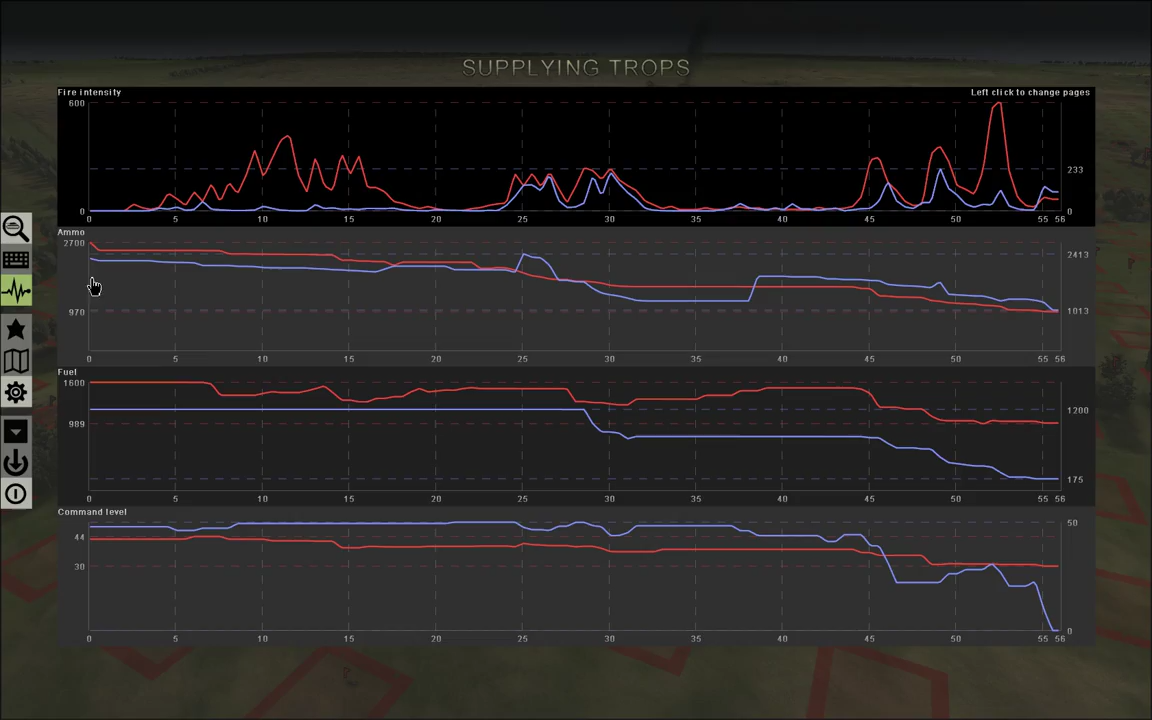 SUPPLYING TROPS
Fire intensity
Left click to change pages
600
233
0
0
0 5 10 15 20 25 30 35 40 45 50 55 56
Ammo
2700
2413
970
1013
0 5 10 15 20 25 30 35 40 45 50 55 56
Fuel
1600
1200
989
175
0 5 10 15 20 25 30 35 40 45 50 55 56
Command level
50
44
30
0
0 5 10 15 20 25 30 35 40 45 50 55 56